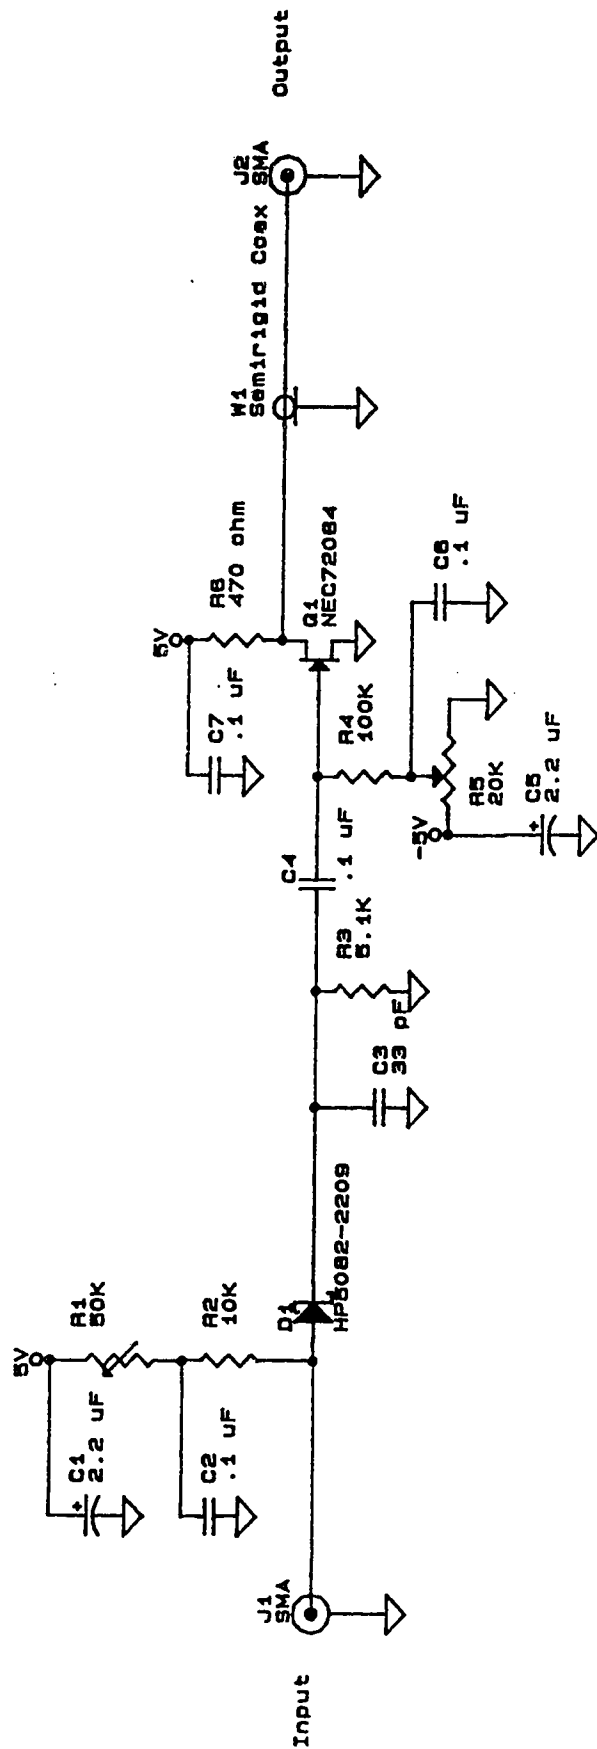 Input
J1
SMA
C1
2.2 uF
+
5V
R1
50K
C2
.1 uF
R2
10K
D1
HP5082-2209
C3
33 pF
R3
5.1K
C4
.1 uF
5V
C7
.1 uF
R6
470 ohm
Q1
NEC72084
R4
100K
-5V
R5
20K
C5
2.2 uF
+
C6
.1 uF
W1
Semirigid Coax
J2
SMA
Output